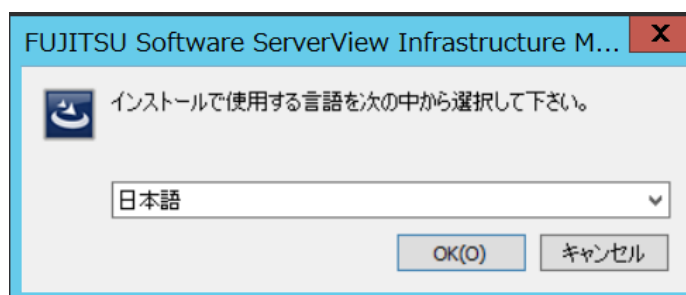 FUJITSU Software ServerView Infrastructure M...
インストールで使用する言語を次の中から選択して下さい。
日本語
OK(O)
キャンセル